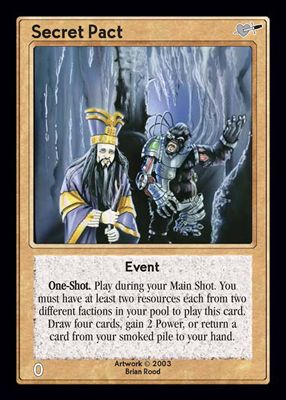 Secret Pact
Event
One-Shot. Play during your Main Shot. You
must have at least two resources each from two
different factions in your pool to play this card.
Draw four cards, gain 2 Power, or return a
card from your smoked pile to your hand.
0
Artwork © 2003
Brian Rood